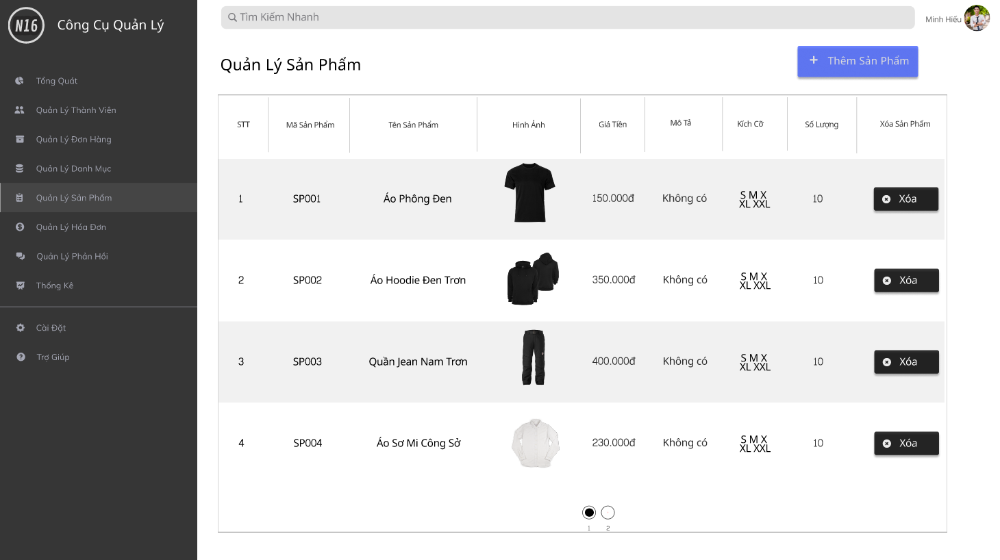 N16
Công Cụ Quản Lý
Tìm Kiếm Nhanh
Minh Hiếu
Tổng Quát
Quản Lý Thành Viên
Quản Lý Đơn Hàng
Quản Lý Danh Mục
Quản Lý Sản Phẩm
Quản Lý Hóa Đơn
Quản Lý Phản Hồi
Thống Kê
Cài Đặt
Trợ Giúp
Quản Lý Sản Phẩm
+ Thêm Sản Phẩm
STT Mã Sản Phẩm Tên Sản Phẩm Hình Ảnh Giá Tiền Mô Tả Kích Cỡ Số Lượng Xóa Sản Phẩm
1 SP001 Áo Phông Đen 150.000đ Không có S M X 10 Xóa
XL XXL
2 SP002 Áo Hoodie Đen Trơn 350.000đ Không có S M X 10 Xóa
XL XXL
3 SP003 Quần Jean Nam Trơn 400.000đ Không có S M X 10 Xóa
XL XXL
4 SP004 Áo Sơ Mi Công Sở 230.000đ Không có S M X 10 Xóa
XL XXL
1 2